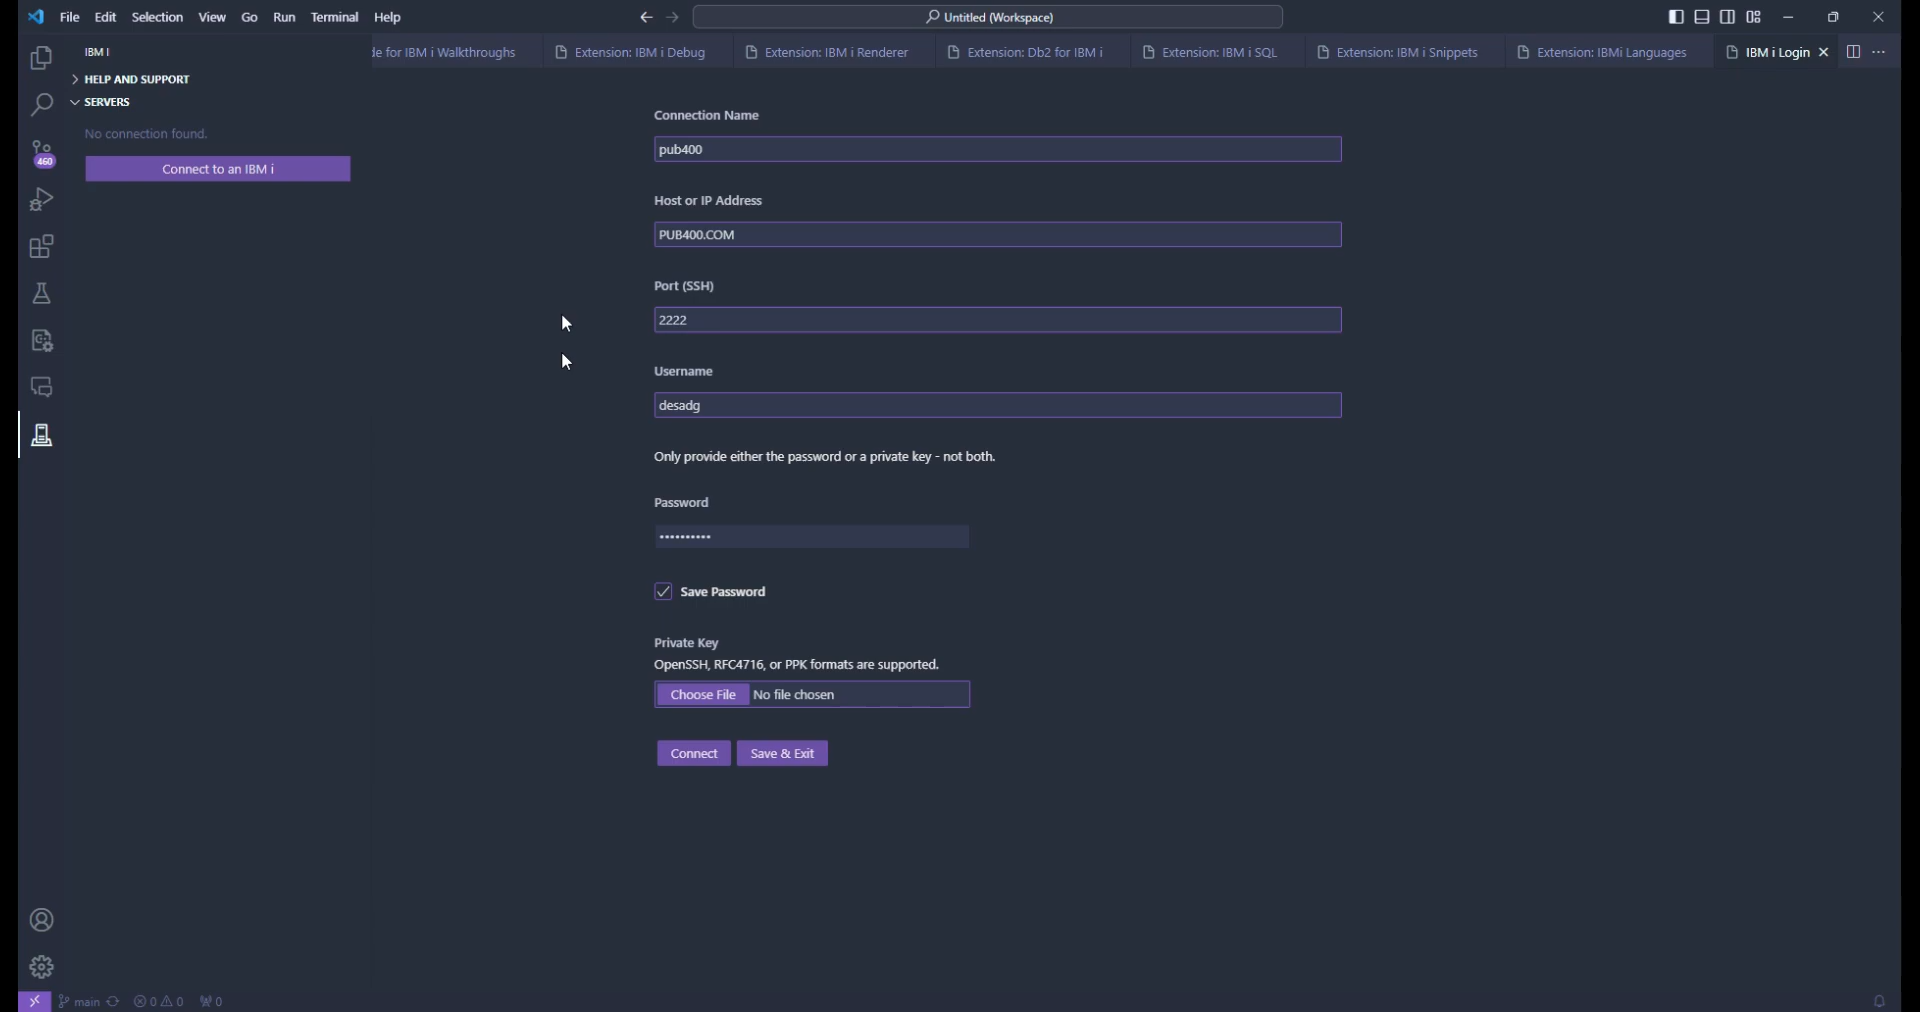 File Edit Selection View Go Run Terminal Help
Untitled (Workspace)
IBM I
de for IBM i Walkthroughs
Extension: IBM i Debug
Extension: IBM i Renderer
Extension: Db2 for IBM i
Extension: IBM i SQL
Extension: IBM i Snippets
Extension: IBMi Languages
IBM i Login
HELP AND SUPPORT
SERVERS
No connection found.
Connect to an IBM i
460
Connection Name
pub400
Host or IP Address
PUB400.COM
Port (SSH)
2222
Username
desadg
Only provide either the password or a private key - not both.
Password
••••••••••
Save Password
Private Key
OpenSSH, RFC4716, or PPK formats are supported.
Choose File No file chosen
Connect Save & Exit
main 0 0 0